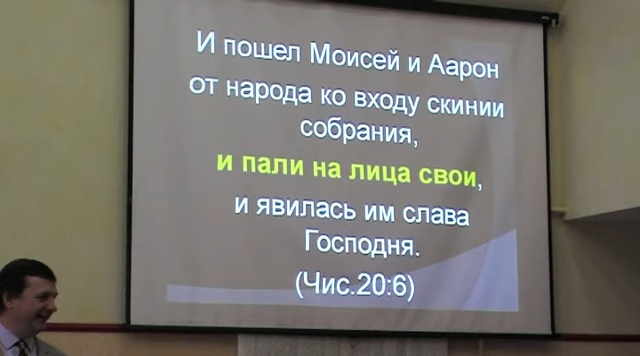 И пошел Моисей и Аарон
от народа ко входу скинии
собрания,
и пали на лица свои,
и явилась им слава
Господня.
(Чис.20:6)